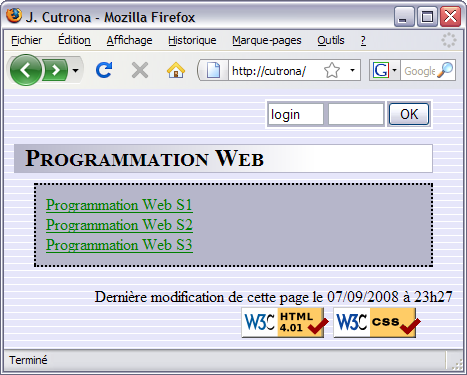 J. Cutrona - Mozilla Firefox
Fichier Édition Affichage Historique Marque-pages Outils ?
http://cutrona/ G Google
login OK
Programmation Web
Programmation Web S1
Programmation Web S2
Programmation Web S3
Dernière modification de cette page le 07/09/2008 à 23h27
W3C HTML 4.01 W3C css
Terminé